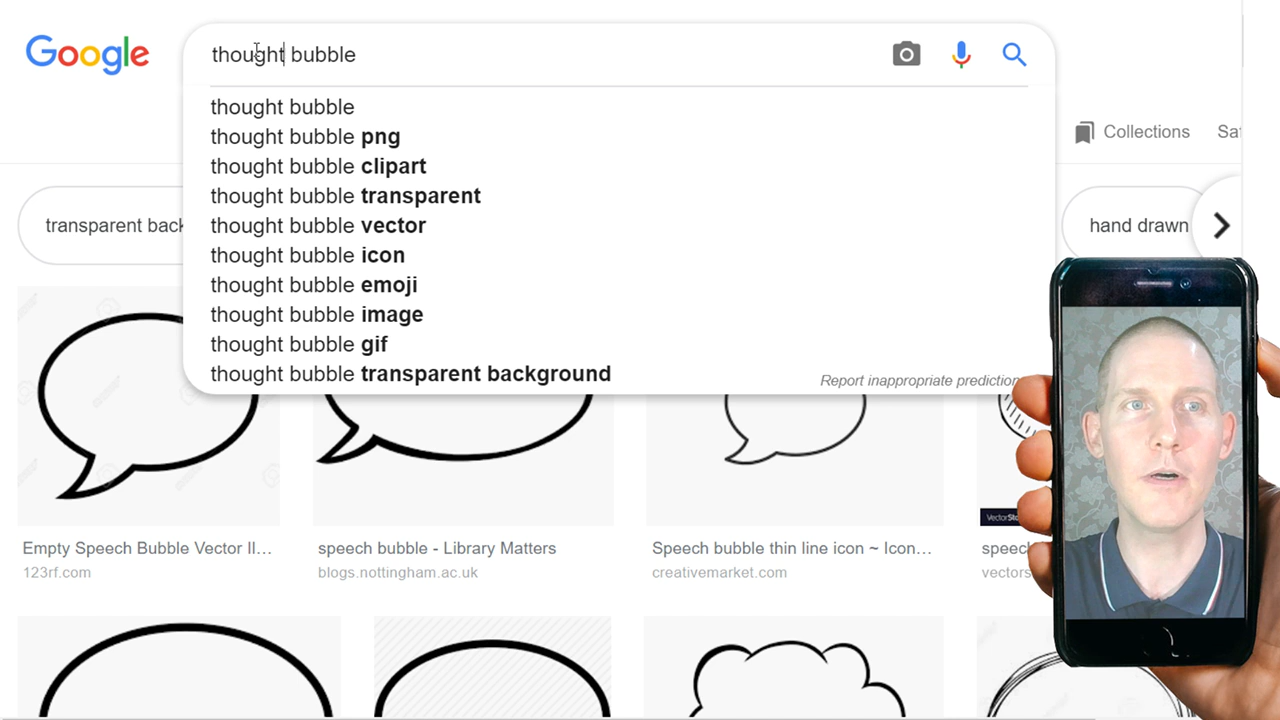 Google
thought bubble
thought bubble
thought bubble png
thought bubble clipart
thought bubble transparent
thought bubble vector
thought bubble icon
thought bubble emoji
thought bubble image
thought bubble gif
thought bubble transparent background
Report inappropriate prediction
Collections
transparent
hand drawn
Empty Speech Bubble Vector Il…
123rf.com
speech bubble - Library Matters
blogs.nottingham.ac.uk
Speech bubble thin line icon ~ Icon…
creativemarket.com
speec
vectors